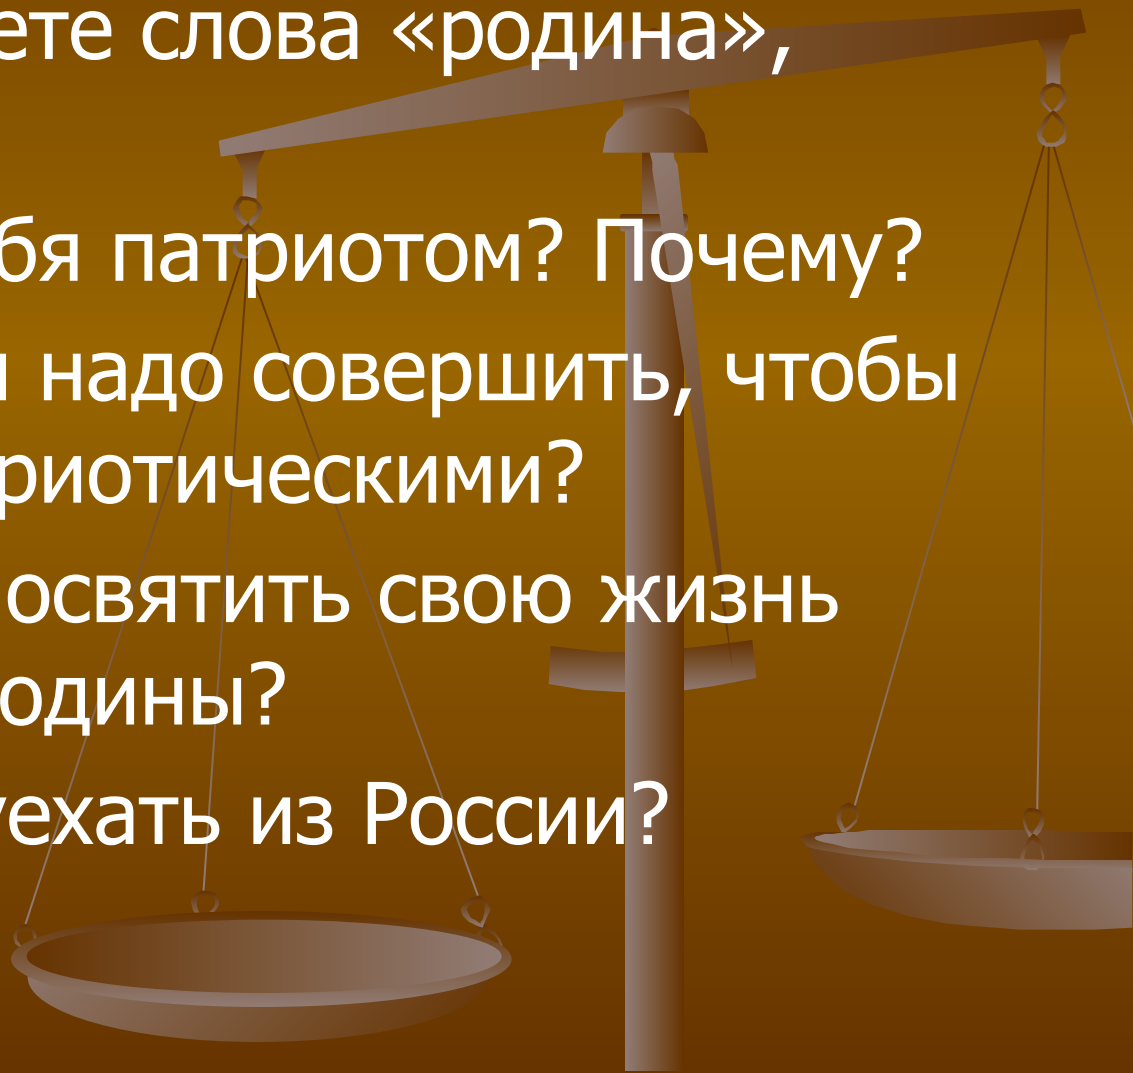 ете слова «родина»,
бя патриотом? Почему?
и надо совершить, чтобы
риотическими?
освятить свою жизнь
одины?
уехать из России?